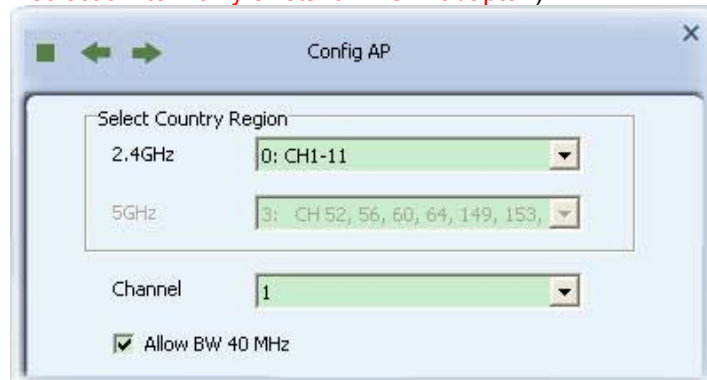 Config AP
Select Country Region
2.4GHz 0: CH1-11
5GHz 3: CH 52, 56, 60, 64, 149, 153,
Channel 1
Allow BW 40 MHz